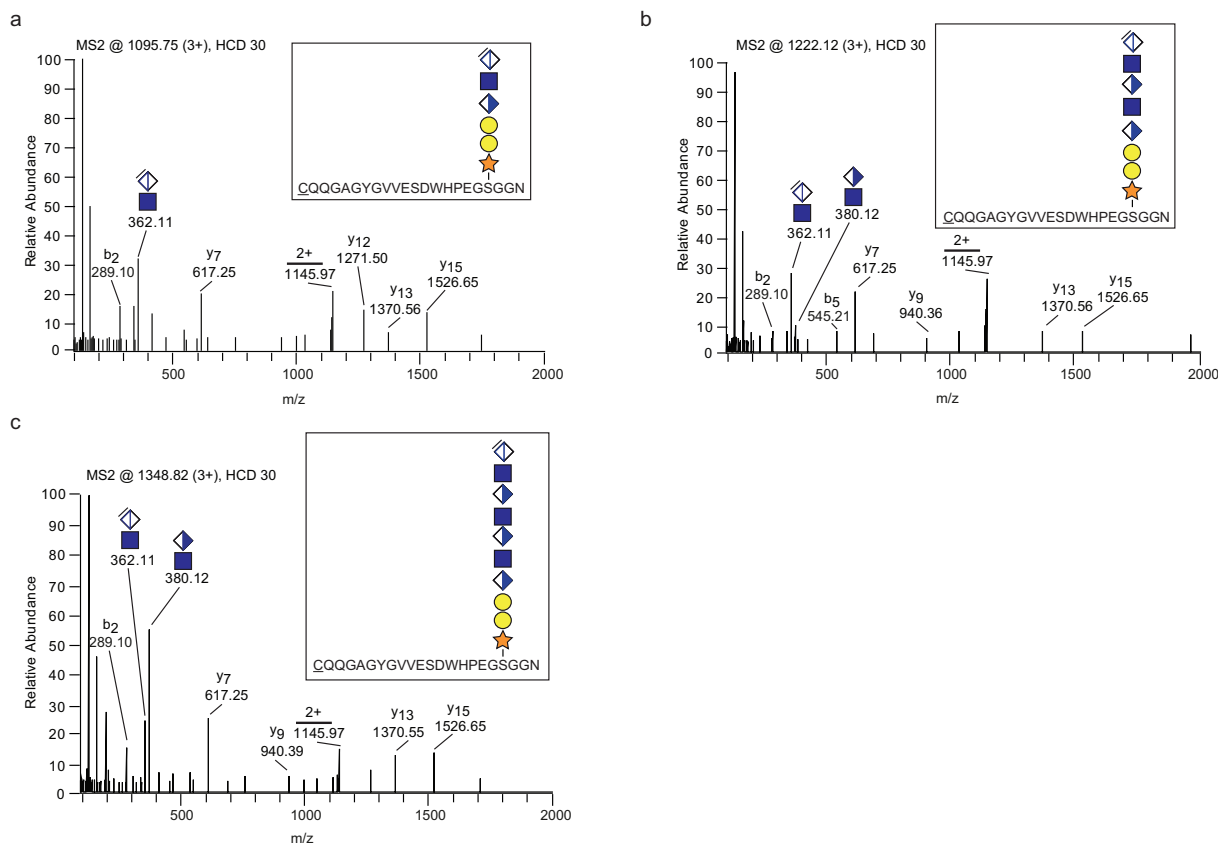 a
MS2 @ 1095.75 (3+), HCD 30
Relative Abundance
100
90
80
70
60
50
40
30
20
10
0
500
1000
1500
2000
m/z
b2
289.10
362.11
y7
617.25
2+
1145.97
y12
1271.50
y13
1370.56
y15
1526.65
CQQGAGYGVVESDWHPEGSGGN
b
MS2 @ 1222.12 (3+), HCD 30
Relative Abundance
100
90
80
70
60
50
40
30
20
10
0
500
1000
1500
2000
m/z
b2
289.10
362.11
380.12
b5
545.21
y7
617.25
y9
940.36
2+
1145.97
y13
1370.56
y15
1526.65
CQQGAGYGVVESDWHPEGSGGN
c
MS2 @ 1348.82 (3+), HCD 30
Relative Abundance
100
90
80
70
60
50
40
30
20
10
0
500
1000
1500
2000
m/z
b2
289.10
362.11
380.12
y7
617.25
y9
940.39
2+
1145.97
y13
1370.55
y15
1526.65
CQQGAGYGVVESDWHPEGSGGN